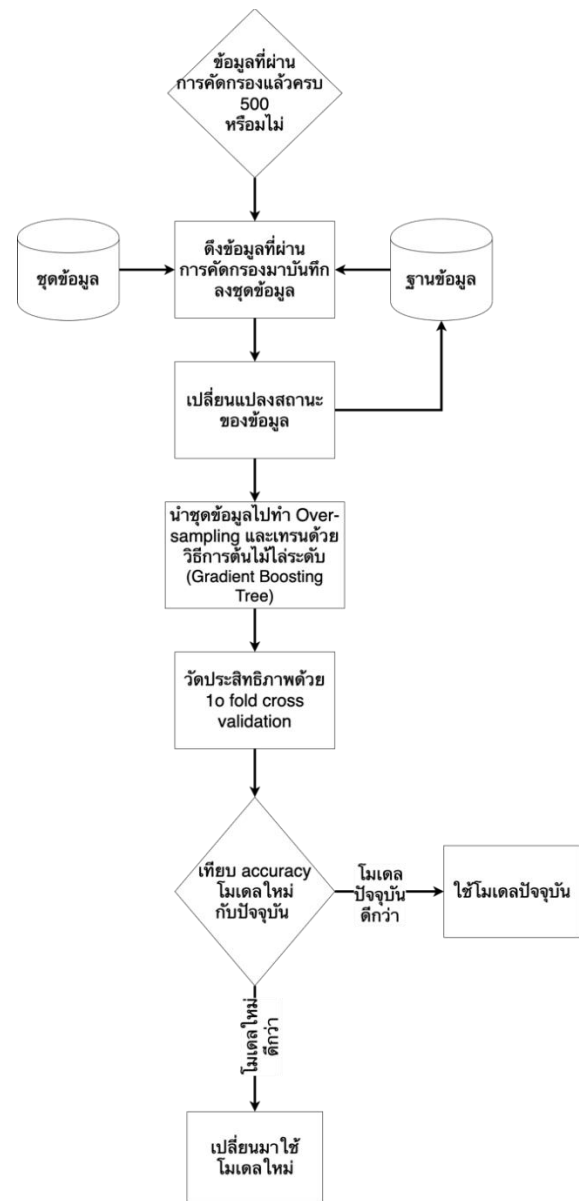 ข้อมูลที่ผ่าน
การคัดกรองแล้วครบ
500
หรือมไม่
ชุดข้อมูล
ดึงข้อมูลที่ผ่าน
การคัดกรองมาบันทึก
ลงชุดข้อมูล
ฐานข้อมูล
เปลี่ยนแปลงสถานะ
ของข้อมูล
นำชุดข้อมูลไปทำ Over-
sampling และเทรนด้วย
วิธีการต้นไม้ไล่ระดับ
(Gradient Boosting
Tree)
วัดประสิทธิภาพด้วย
1o fold cross
validation
เทียบ accuracy
โมเดลใหม่
กับปัจจุบัน
โมเดล
ปัจจุบัน
ดีกว่า
ใช้โมเดลปัจจุบัน
โมเดลใหม่
ดีกว่า
เปลี่ยนมาใช้
โมเดลใหม่